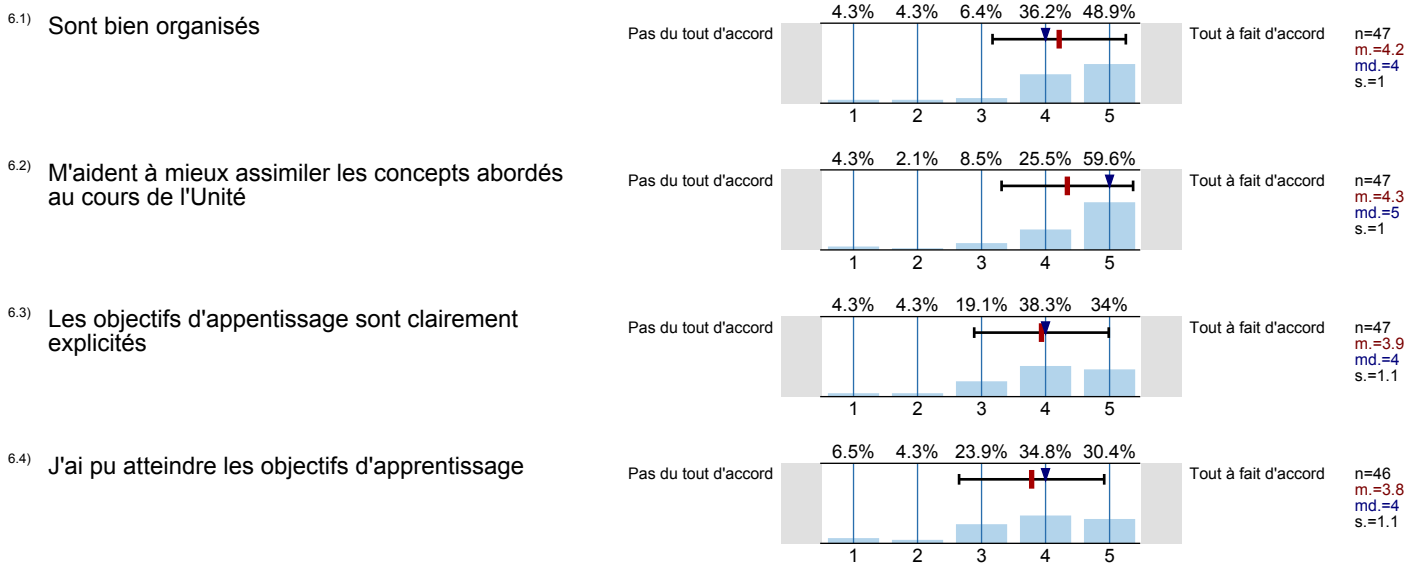 6.1) Sont bien organisés
Pas du tout d'accord
4.3% 4.3% 6.4% 36.2% 48.9%
1 2 3 4 5
Tout à fait d'accord
n=47
m.=4.2
md.=4
s.=1
6.2) M'aident à mieux assimiler les concepts abordés
au cours de l'Unité
Pas du tout d'accord
4.3% 2.1% 8.5% 25.5% 59.6%
1 2 3 4 5
Tout à fait d'accord
n=47
m.=4.3
md.=5
s.=1
6.3) Les objectifs d'appentissage sont clairement
explicités
Pas du tout d'accord
4.3% 4.3% 19.1% 38.3% 34%
1 2 3 4 5
Tout à fait d'accord
n=47
m.=3.9
md.=4
s.=1.1
6.4) J'ai pu atteindre les objectifs d'apprentissage
Pas du tout d'accord
6.5% 4.3% 23.9% 34.8% 30.4%
1 2 3 4 5
Tout à fait d'accord
n=46
m.=3.8
md.=4
s.=1.1